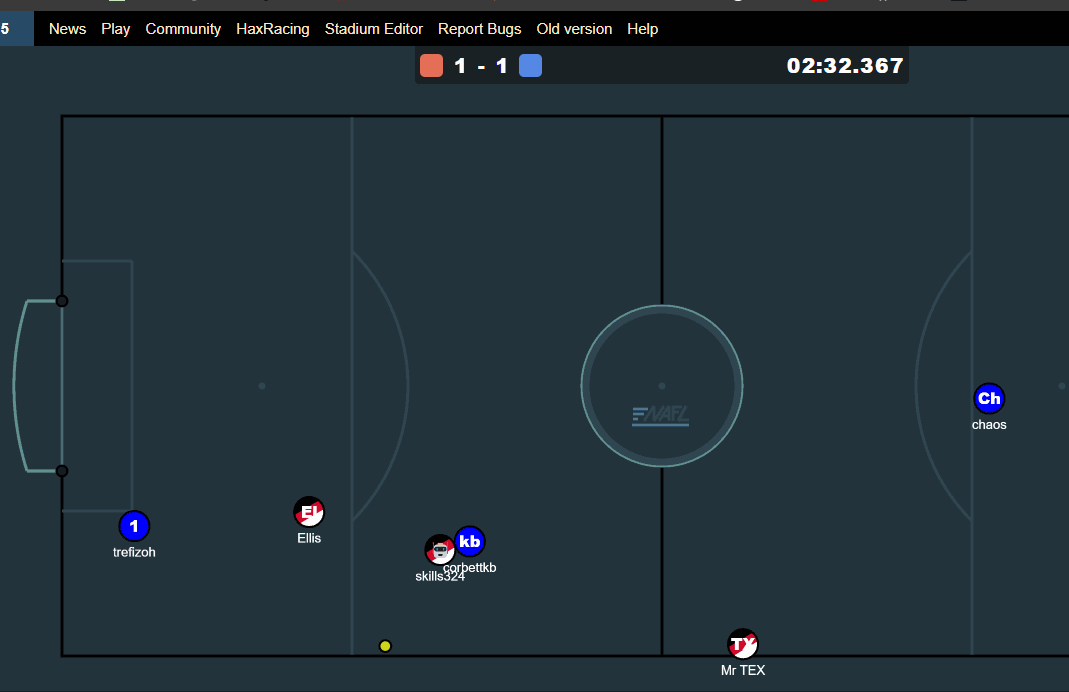 5 News Play Community HaxRacing Stadium Editor Report Bugs Old version Help
1 - 1 02:32.367
NAFL
Ch
chaos
1
trefizoh
EL
Ellis
kb
corbettkb
skills324
TY
Mr TEX